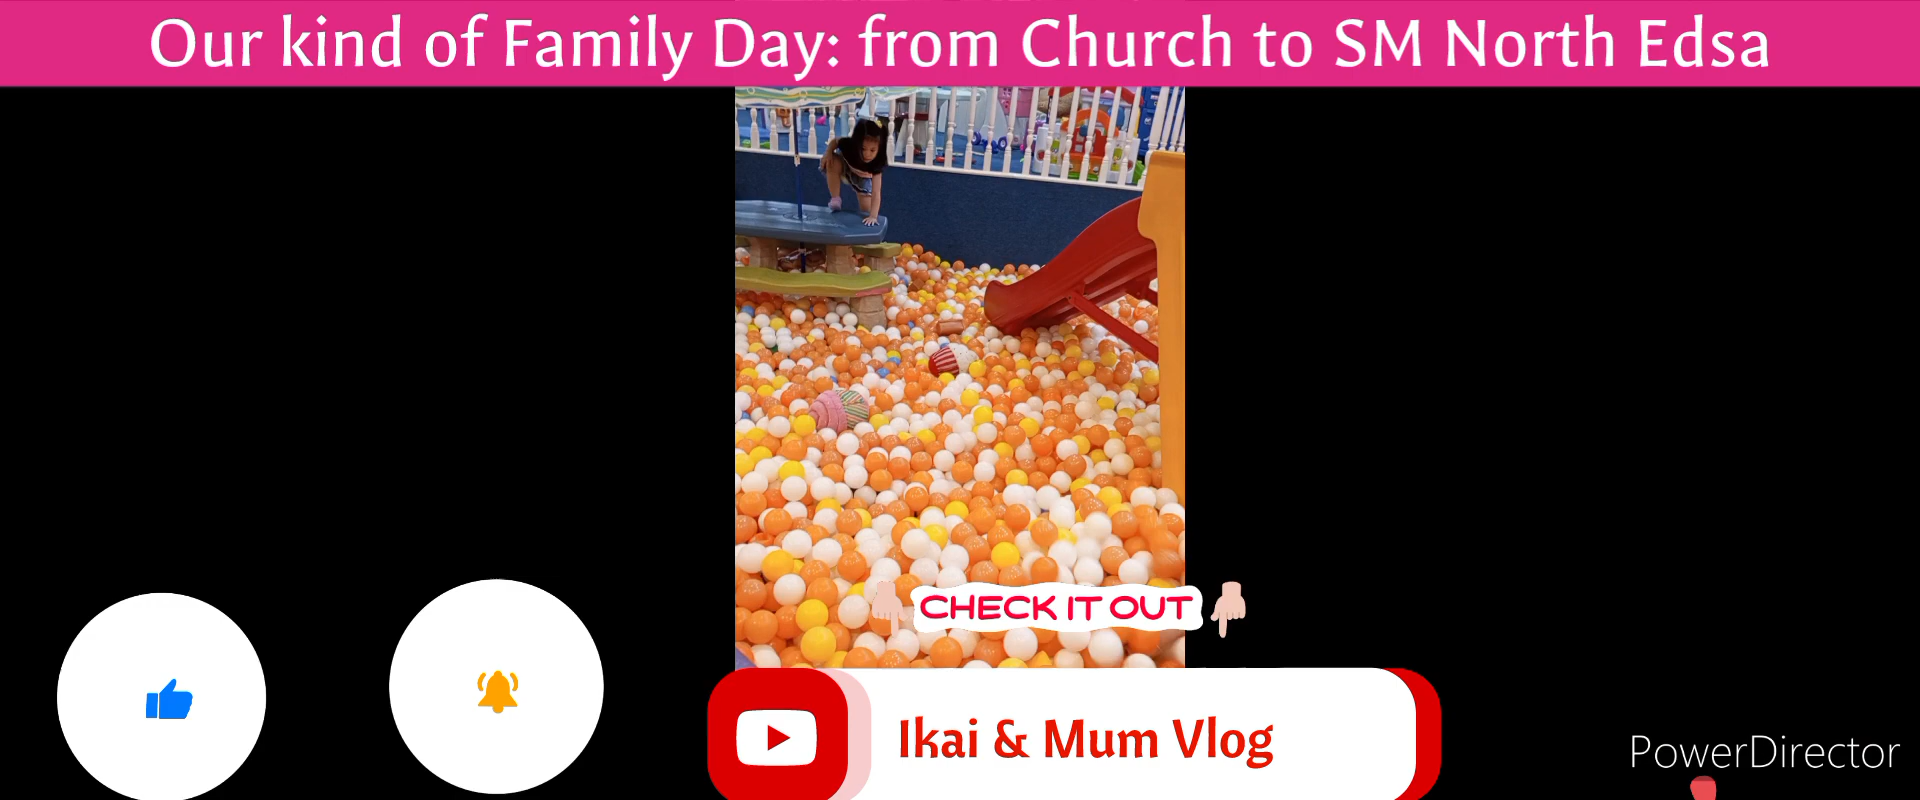 Our kind of Family Day: from Church to SM North Edsa
CHECK IT OUT
Ikai & Mum Vlog
PowerDirector